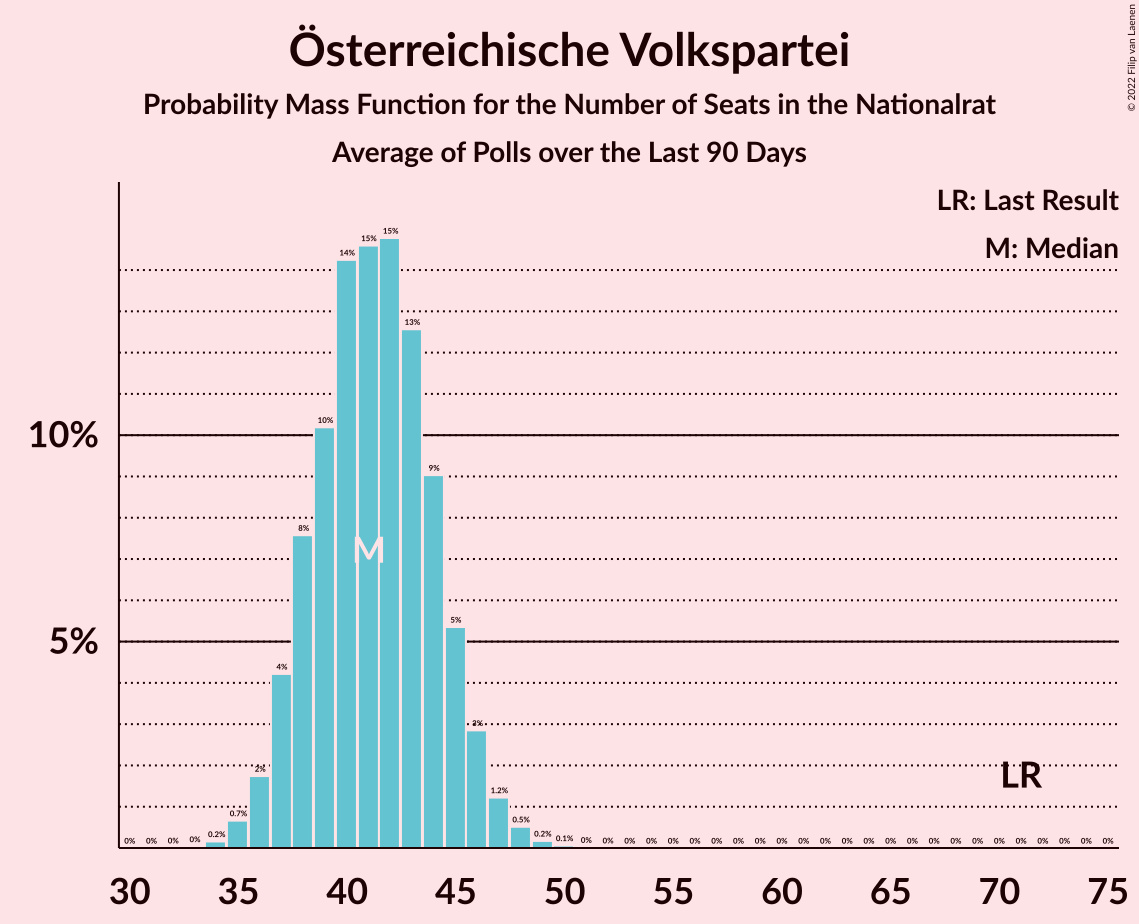 Österreichische Volkspartei
Probability Mass Function for the Number of Seats in the Nationalrat
Average of Polls over the Last 90 Days
© 2022 Filip van Laenen
LR: Last Result
M: Median
15%
15%
14%
13%
10%
10%
9%
8%
M
5%
5%
4%
3%
2%
LR
1.2%
0.7%
0.5%
0% 0% 0% 0% 0.2% 0.2% 0.1% 0% 0% 0% 0% 0% 0% 0% 0% 0% 0% 0% 0% 0% 0% 0% 0% 0% 0% 0% 0% 0% 0% 0% 0%
30 35 40 45 50 55 60 65 70 75